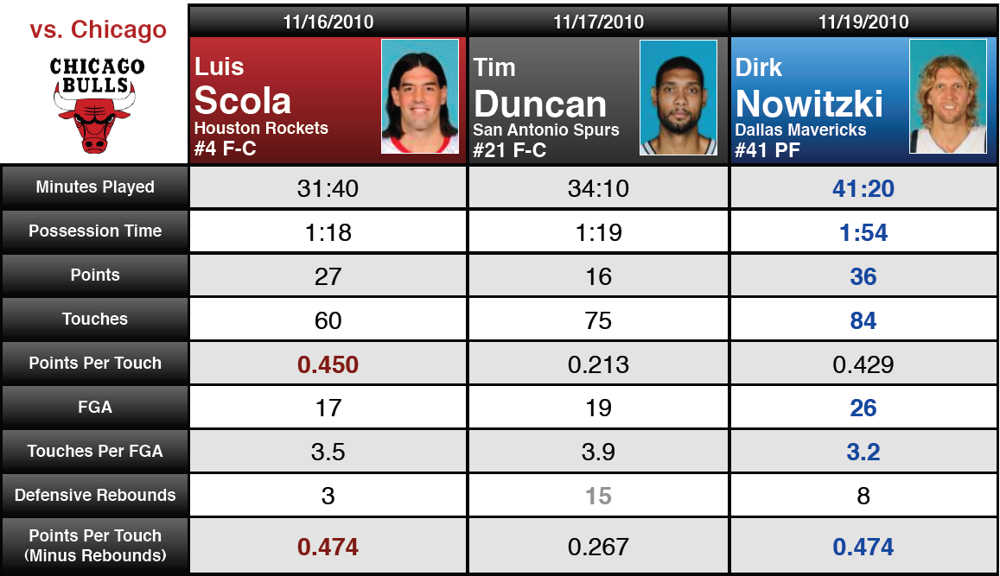 vs. Chicago
CHICAGO
BULLS
11/16/2010 11/17/2010 11/19/2010
Luis
Scola
Houston Rockets
#4 F-C
Tim
Duncan
San Antonio Spurs
#21 F-C
Dirk
Nowitzki
Dallas Mavericks
#41 PF
Minutes Played 31:40 34:10 41:20
Possession Time 1:18 1:19 1:54
Points 27 16 36
Touches 60 75 84
Points Per Touch 0.450 0.213 0.429
FGA 17 19 26
Touches Per FGA 3.5 3.9 3.2
Defensive Rebounds 3 15 8
Points Per Touch
(Minus Rebounds) 0.474 0.267 0.474